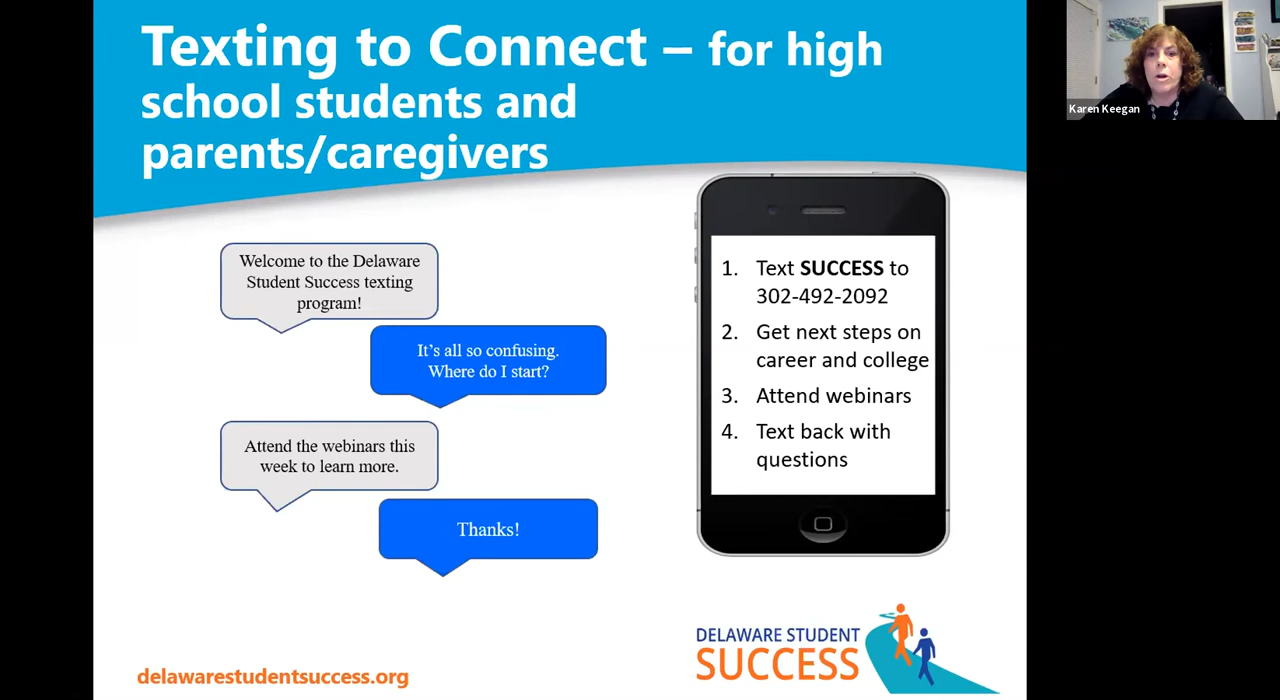 Texting to Connect – for high
school students and
parents/caregivers
Karen Keegan
Welcome to the Delaware
Student Success texting
program!
It's all so confusing.
Where do I start?
Attend the webinars this
week to learn more.
Thanks!
1. Text SUCCESS to
302-492-2092
2. Get next steps on
career and college
3. Attend webinars
4. Text back with
questions
DELAWARE STUDENT
SUCCESS
delawarestudentsuccess.org